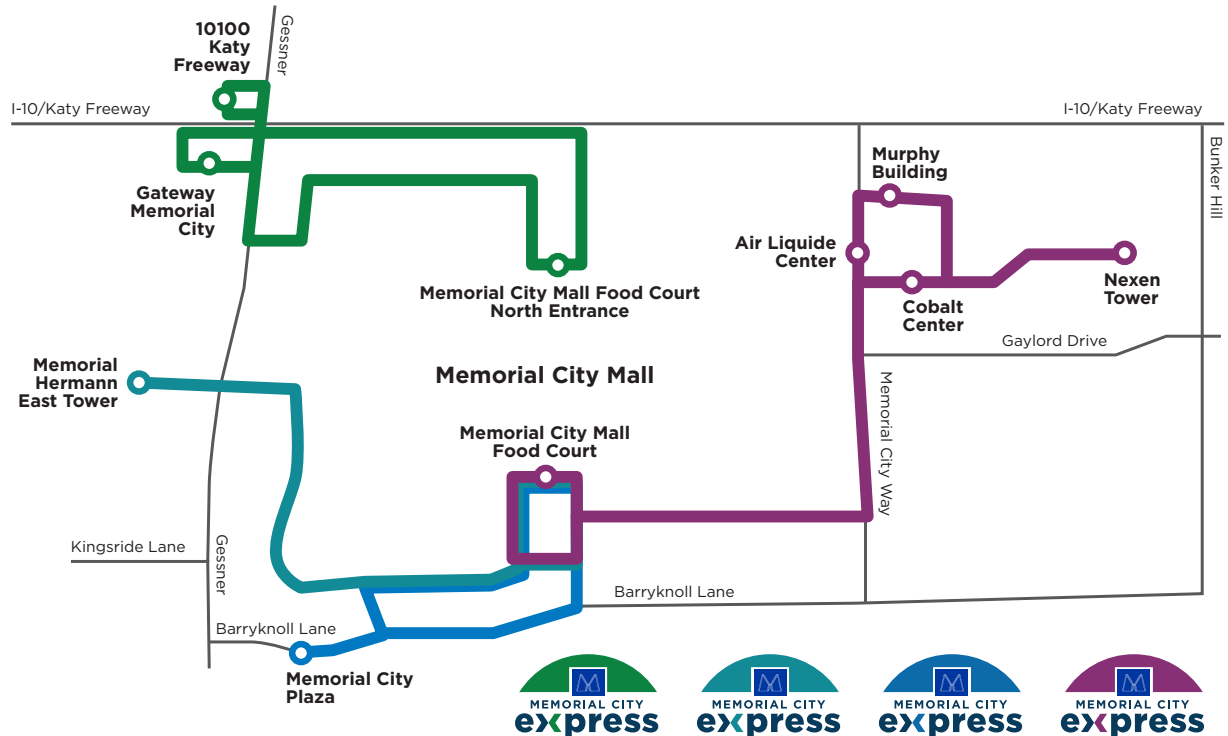 10100
Katy
Freeway
Gessner
I-10/Katy Freeway
I-10/Katy Freeway
Bunker Hill
Murphy
Building
Gateway
Memorial
City
Air Liquide
Center
Nexen
Tower
Cobalt
Center
Memorial City Mall Food Court
North Entrance
Gaylord Drive
Memorial
Hermann
East Tower
Memorial City Mall
Memorial City Way
Memorial City Mall
Food Court
Kingsride Lane
Gessner
Barryknoll Lane
Barryknoll Lane
Memorial City
Plaza
MEMORIAL CITY
express
MEMORIAL CITY
express
MEMORIAL CITY
express
MEMORIAL CITY
express